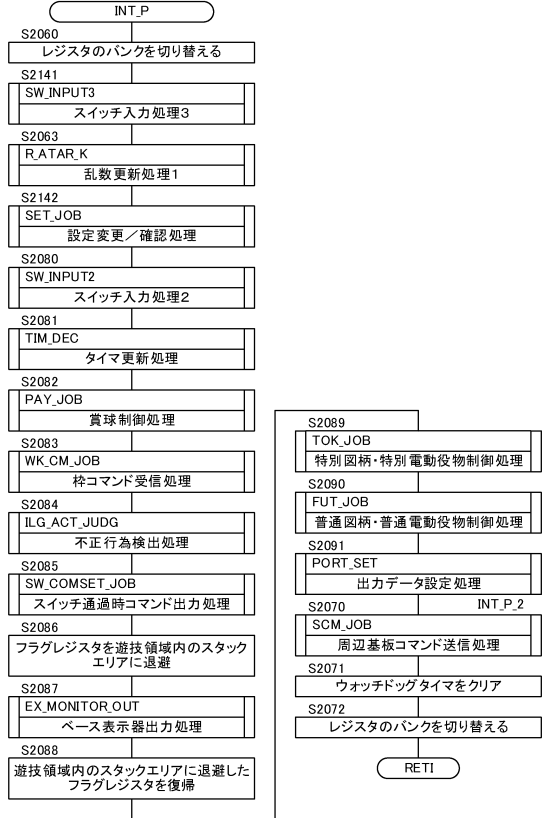 INT_P
S2060
レジスタのバンクを切り替える
S2141
SW_INPUT3
スイッチ入力処理3
S2063
R_ATAR_K
乱数更新処理1
S2142
SET_JOB
設定変更／確認処理
S2080
SW_INPUT2
スイッチ入力処理2
S2081
TIM_DEC
タイマ更新処理
S2082
PAY_JOB
賞球制御処理
S2083
WK_CM_JOB
枠コマンド受信処理
S2084
ILG_ACT_JUDG
不正行為検出処理
S2085
SW_COMSET_JOB
スイッチ通過時コマンド出力処理
S2086
フラグレジスタを遊技領域内のスタック
エリアに退避
S2087
EX_MONITOR_OUT
ベース表示器出力処理
S2088
遊技領域内のスタックエリアに退避した
フラグレジスタを復帰
S2089
TOK_JOB
特別図柄・特別電動役物制御処理
S2090
FUT_JOB
普通図柄・普通電動役物制御処理
S2091
PORT_SET
出力データ設定処理
S2070
INT_P_2
SCM_JOB
周辺基板コマンド送信処理
S2071
ウォッチドッグタイマをクリア
S2072
レジスタのバンクを切り替える
RETI